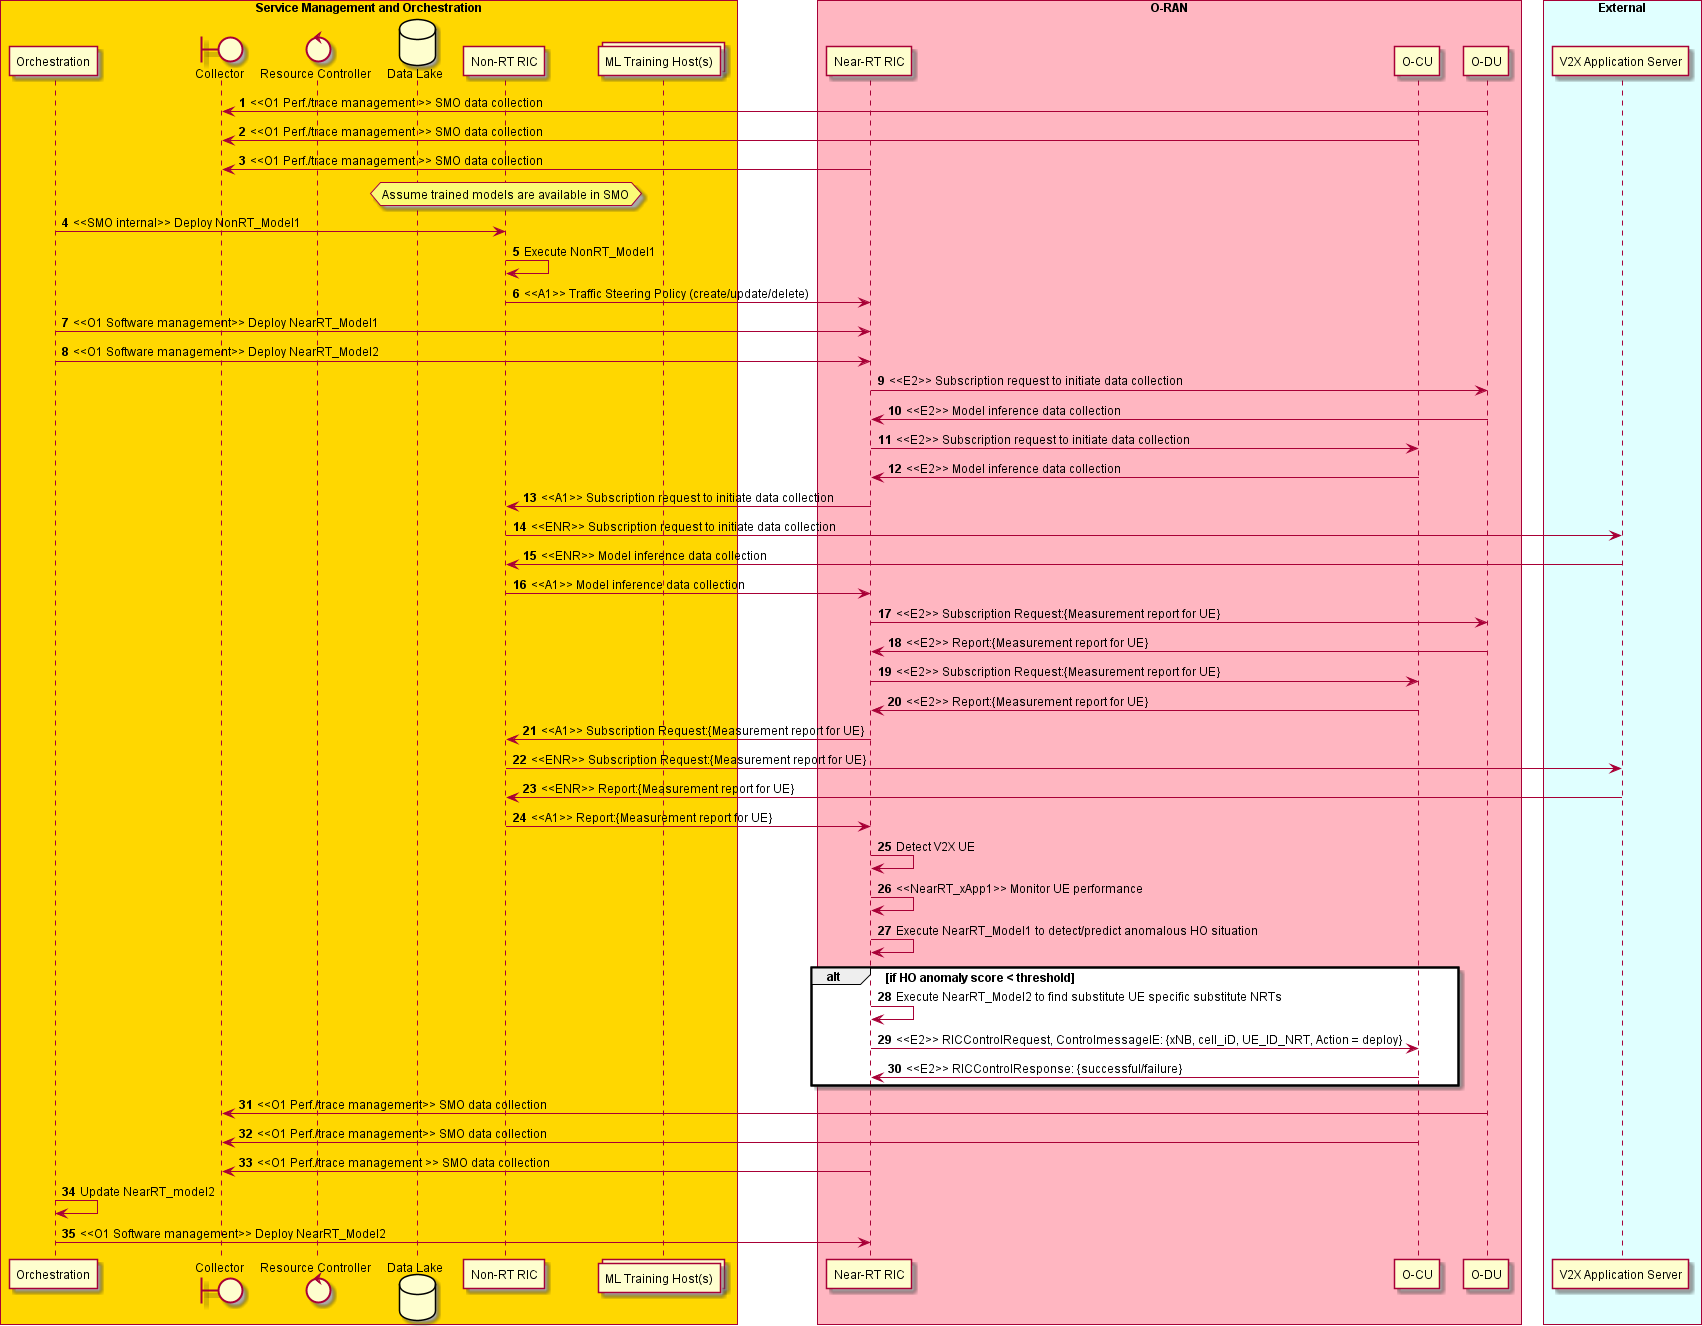 Service Management and Orchestration
O-RAN
External
Orchestration
Collector
Resource Controller
Data Lake
Non-RT RIC
ML Training Host(s)
Near-RT RIC
O-CU
O-DU
V2X Application Server
1 <<O1 Perf./trace management >> SMO data collection
2 <<O1 Perf./trace management >> SMO data collection
3 <<O1 Perf./trace management >> SMO data collection
Assume trained models are available in SMO
4 <<SMO internal>> Deploy NonRT_Model1
5 Execute NonRT_Model1
6 <<A1>> Traffic Steering Policy (create/update/delete)
7 <<O1 Software management>> Deploy NearRT_Model1
8 <<O1 Software management>> Deploy NearRT_Model2
9 <<E2>> Subscription request to initiate data collection
10 <<E2>> Model inference data collection
11 <<E2>> Subscription request to initiate data collection
12 <<E2>> Model inference data collection
13 <<A1>> Subscription request to initiate data collection
14 <<ENR>> Subscription request to initiate data collection
15 <<ENR>> Model inference data collection
16 <<A1>> Model inference data collection
17 <<E2>> Subscription Request:{Measurement report for UE}
18 <<E2>> Report:{Measurement report for UE}
19 <<E2>> Subscription Request:{Measurement report for UE}
20 <<E2>> Report:{Measurement report for UE}
21 <<A1>> Subscription Request:{Measurement report for UE}
22 <<ENR>> Subscription Request:{Measurement report for UE}
23 <<ENR>> Report:{Measurement report for UE}
24 <<A1>> Report:{Measurement report for UE}
25 Detect V2X UE
26 <<NearRT_xApp1>> Monitor UE performance
27 Execute NearRT_Model1 to detect/predict anomalous HO situation
alt [if HO anomaly score < threshold]
28 Execute NearRT_Model2 to find substitute UE specific substitute NRTs
29 <<E2>> RICControlRequest, ControlmessageIE: {xNB, cell_iD, UE_ID_NRT, Action = deploy}
30 <<E2>> RICControlResponse: {successful/failure}
31 <<O1 Perf./trace management>> SMO data collection
32 <<O1 Perf./trace management>> SMO data collection
33 <<O1 Perf./trace management >> SMO data collection
34 Update NearRT_model2
35 <<O1 Software management>> Deploy NearRT_Model2
Orchestration
Collector
Resource Controller
Data Lake
Non-RT RIC
ML Training Host(s)
Near-RT RIC
O-CU
O-DU
V2X Application Server